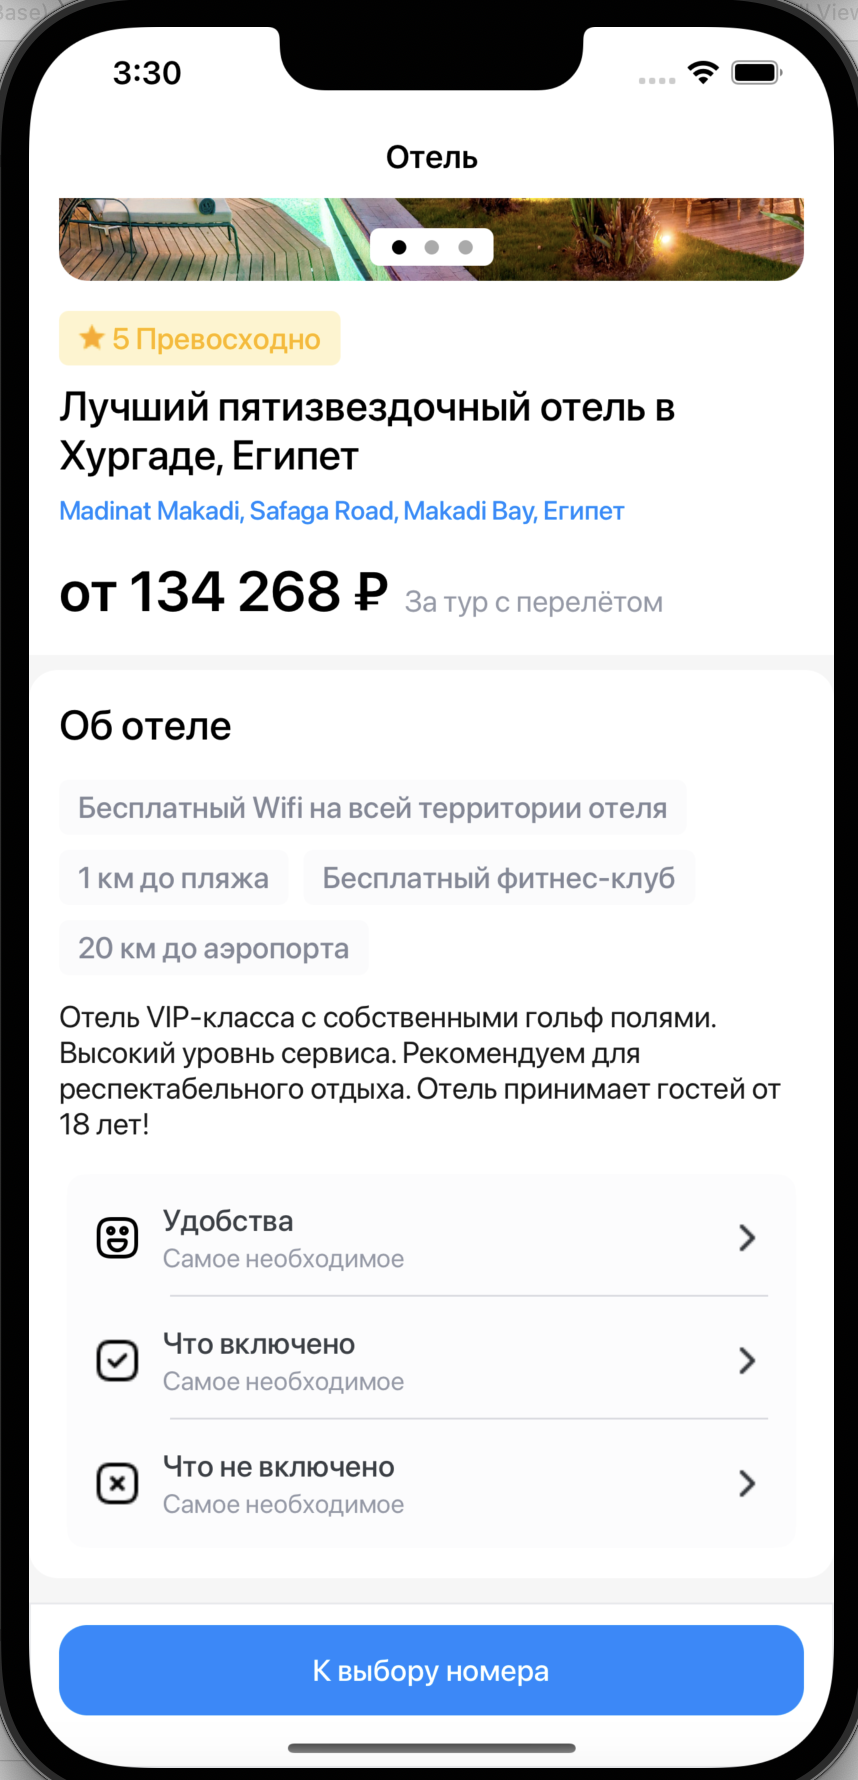 3:30
Отель
5 Превосходно
Лучший пятизвездочный отель в
Хургаде, Египет
Madinat Makadi, Safaga Road, Makadi Bay, Египет
от 134 268 ₽ За тур с перелётом
Об отеле
Бесплатный Wifi на всей территории отеля
1 км до пляжа Бесплатный фитнес-клуб
20 км до аэропорта
Отель VIP-класса с собственными гольф полями.
Высокий уровнь сервиса. Рекомендуем для
респектабельного отдыха. Отель принимает гостей от
18 лет!
Удобства
Самое необходимое
Что включено
Самое необходимое
Что не включено
Самое необходимое
К выбору номера